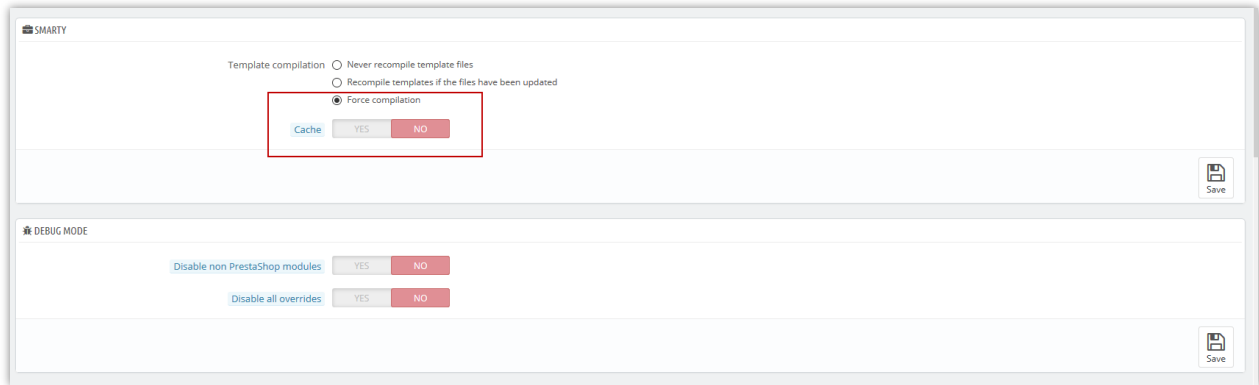 SMARTY
Template compilation Never recompile template files
Recompile templates if the files have been updated
Force compilation
Cache YES NO
Save
DEBUG MODE
Disable non PrestaShop modules YES NO
Disable all overrides YES NO
Save